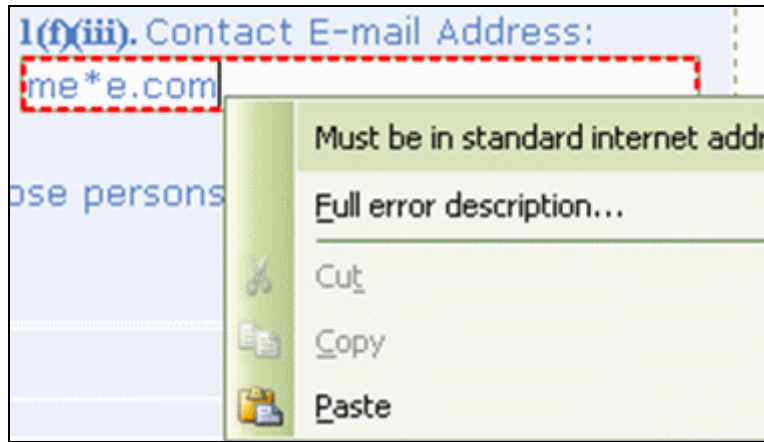 1(f)(iii). Contact E-mail Address:
me*e.com
Must be in standard internet addr
ose persons
Full error description...
Cut
Copy
Paste